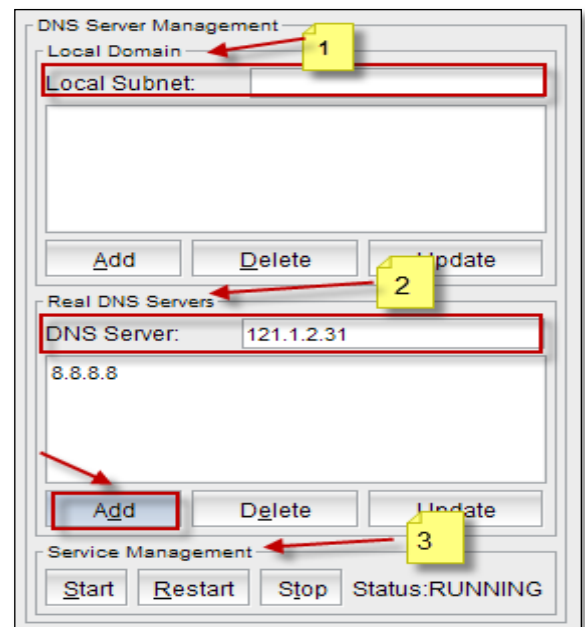 DNS Server Management
Local Domain
1
Local Subnet:
Add Delete Update
Real DNS Servers
2
DNS Server: 121.1.2.31
8.8.8.8
Add Delete Update
Service Management
3
Start Restart Stop Status:RUNNING